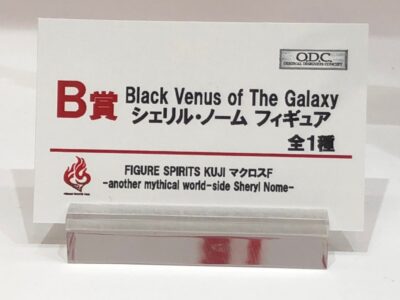 O.D.C.
ORIGINAL DESIGNERS CONCEPT
B賞 Black Venus of The Galaxy
シェリル・ノーム フィギュア
全1種
FIGURE SPIRITS KUJI マクロスF
-another mythical world-side Sheryl Nome-